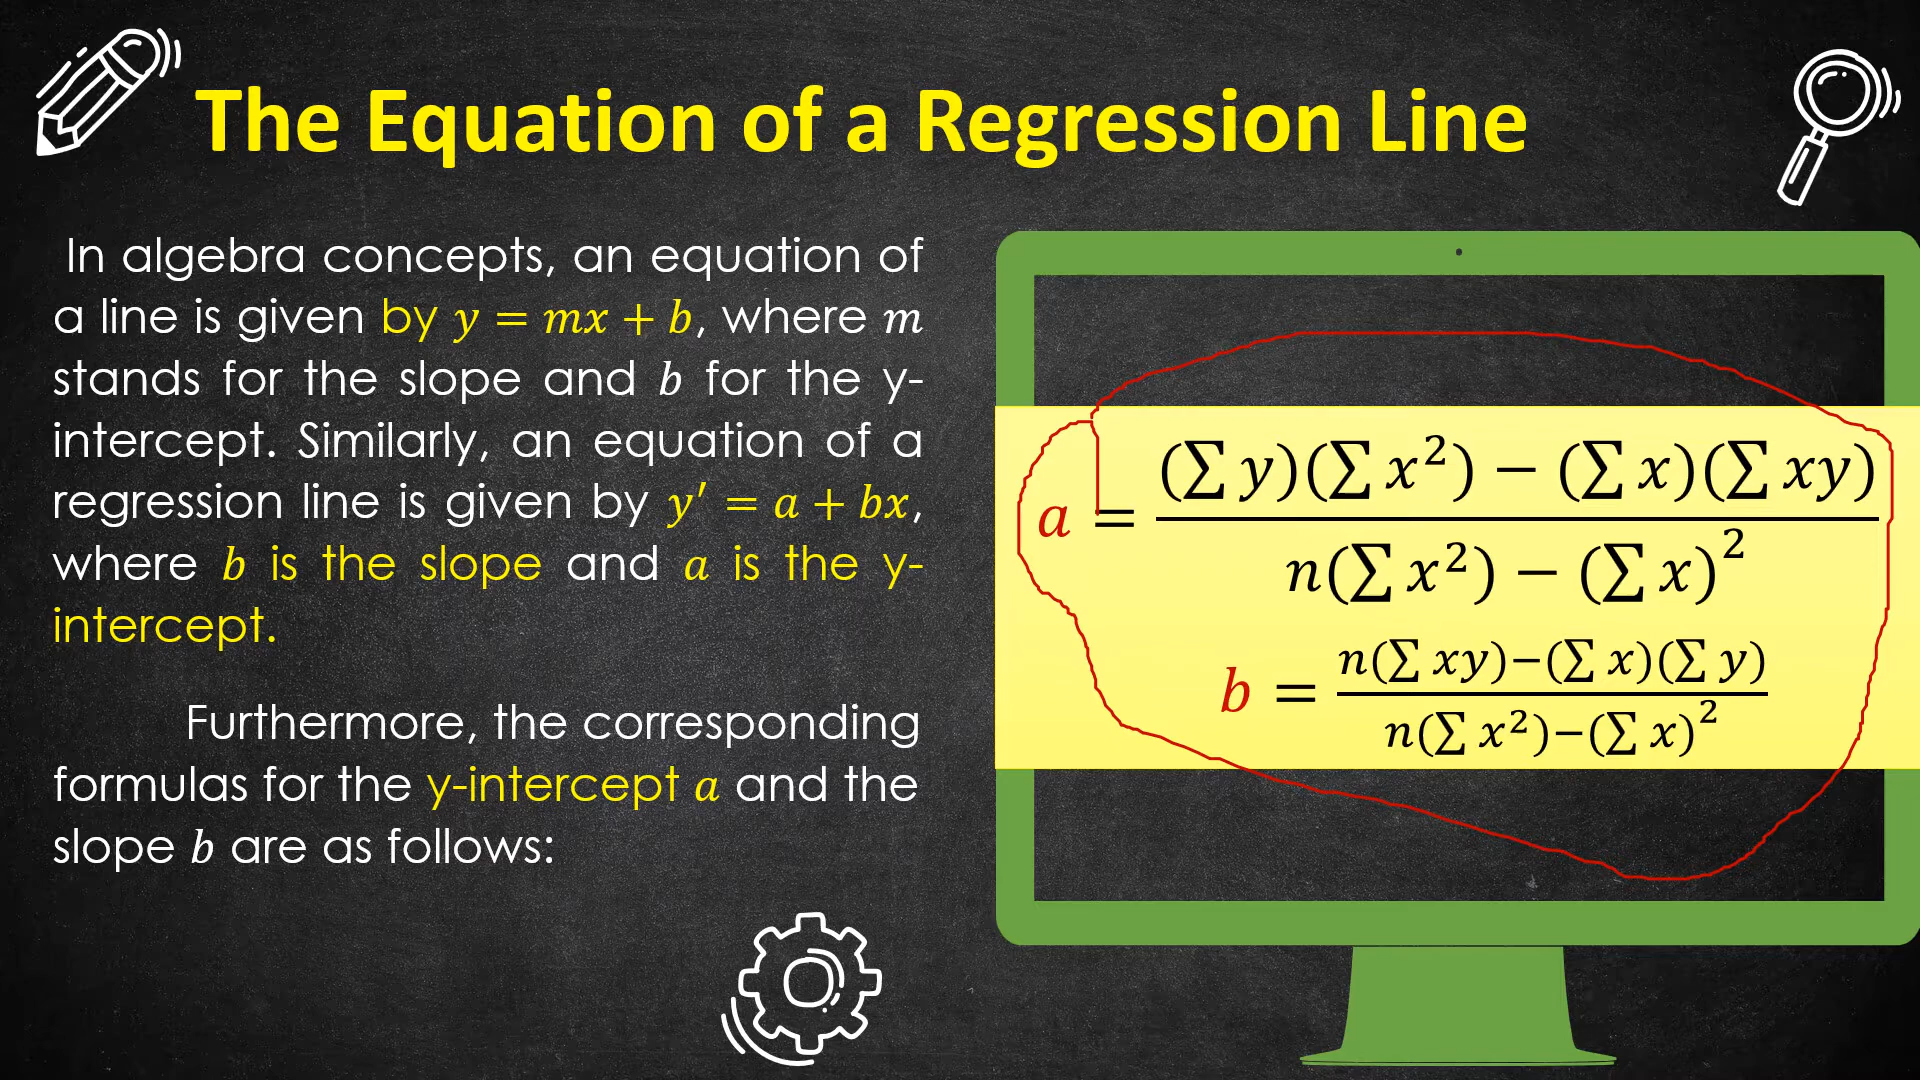 The Equation of a Regression Line
In algebra concepts, an equation of
a line is given by y = mx + b, where m
stands for the slope and b for the y-
intercept. Similarly, an equation of a
regression line is given by y′ = a + bx,
where b is the slope and a is the y-
intercept.
Furthermore, the corresponding
formulas for the y-intercept a and the
slope b are as follows:
a = (∑ y)(∑ x²) − (∑ x)(∑ xy) / n(∑ x²) − (∑ x)²
b = n(∑ xy)−(∑ x)(∑ y) / n(∑ x²)−(∑ x)²